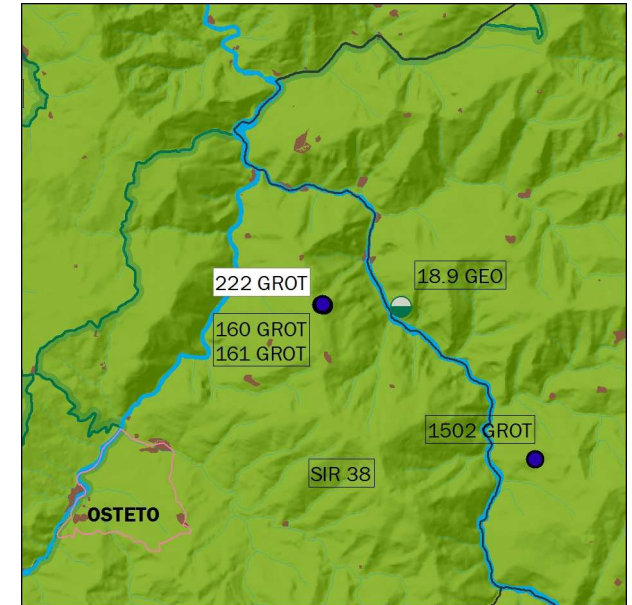 18.9 GEO
222 GROT
160 GROT
161 GROT
1502 GROT
SIR 38
OSTETO